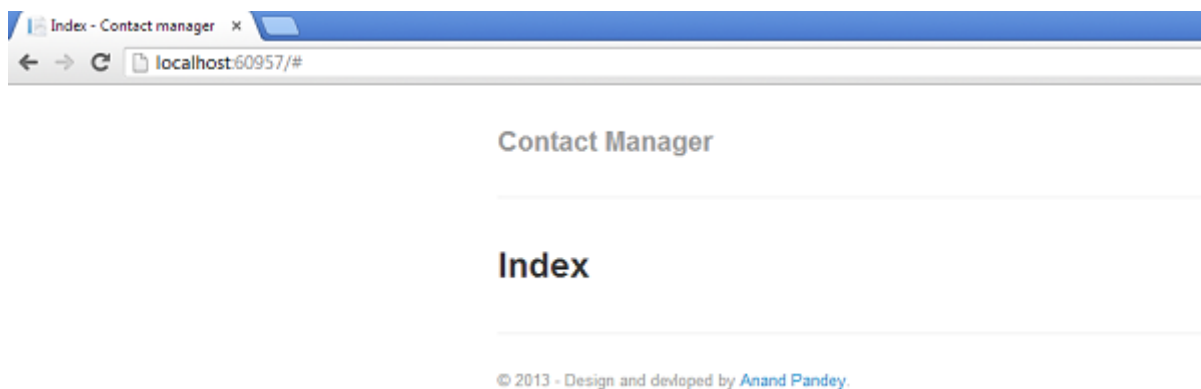 Index - Contact manager
localhost:60957/#
Contact Manager
Index
© 2013 - Design and devloped by Anand Pandey.